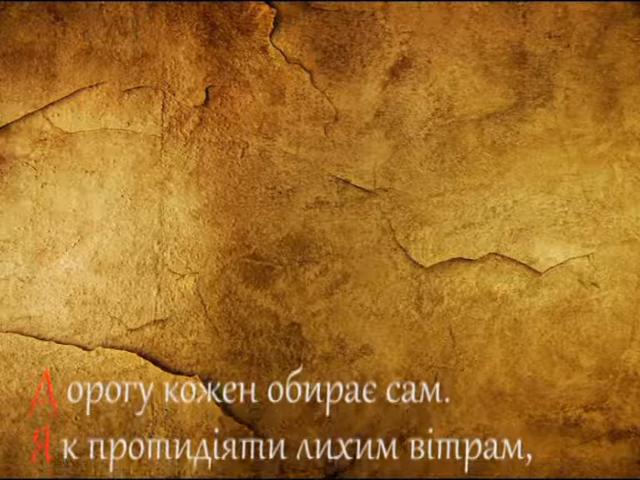 Дорогу кожен обирає сам.
Як протидіяти лихим вітрам,